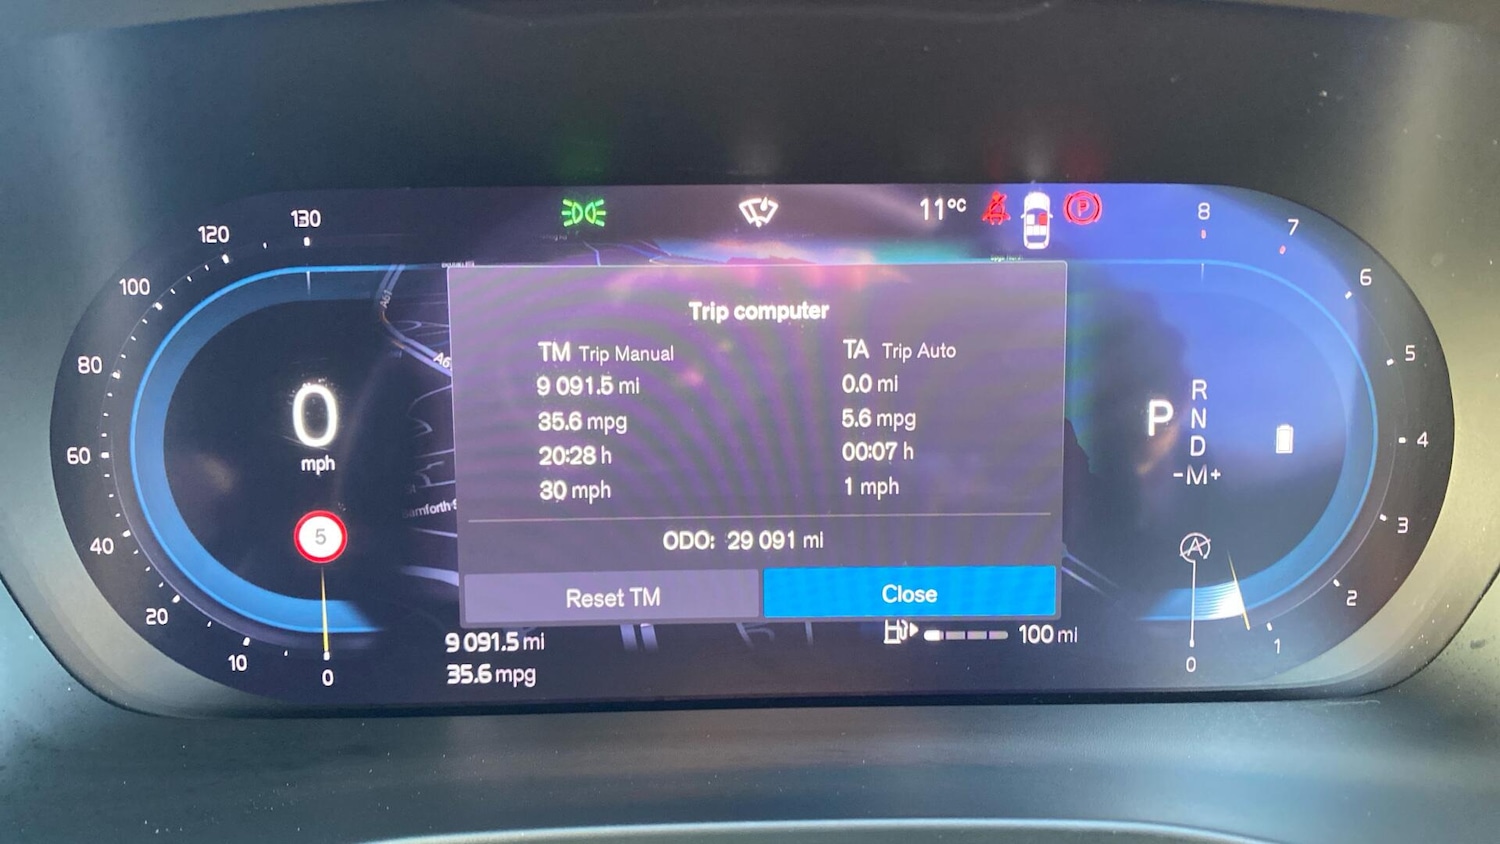 130
120
100
80
60
40
20
10
0
0
mph
5
A61
A6
11°C
P
8
7
6
5
4
3
2
1
0
P
R
N
D
-M+
A
Trip computer
TM Trip Manual
9 091.5 mi
35.6 mpg
20:28 h
30 mph
TA Trip Auto
0.0 mi
5.6 mpg
00:07 h
1 mph
ODO: 29 091 mi
Reset TM
Close
9 091.5 mi
35.6 mpg
100 mi